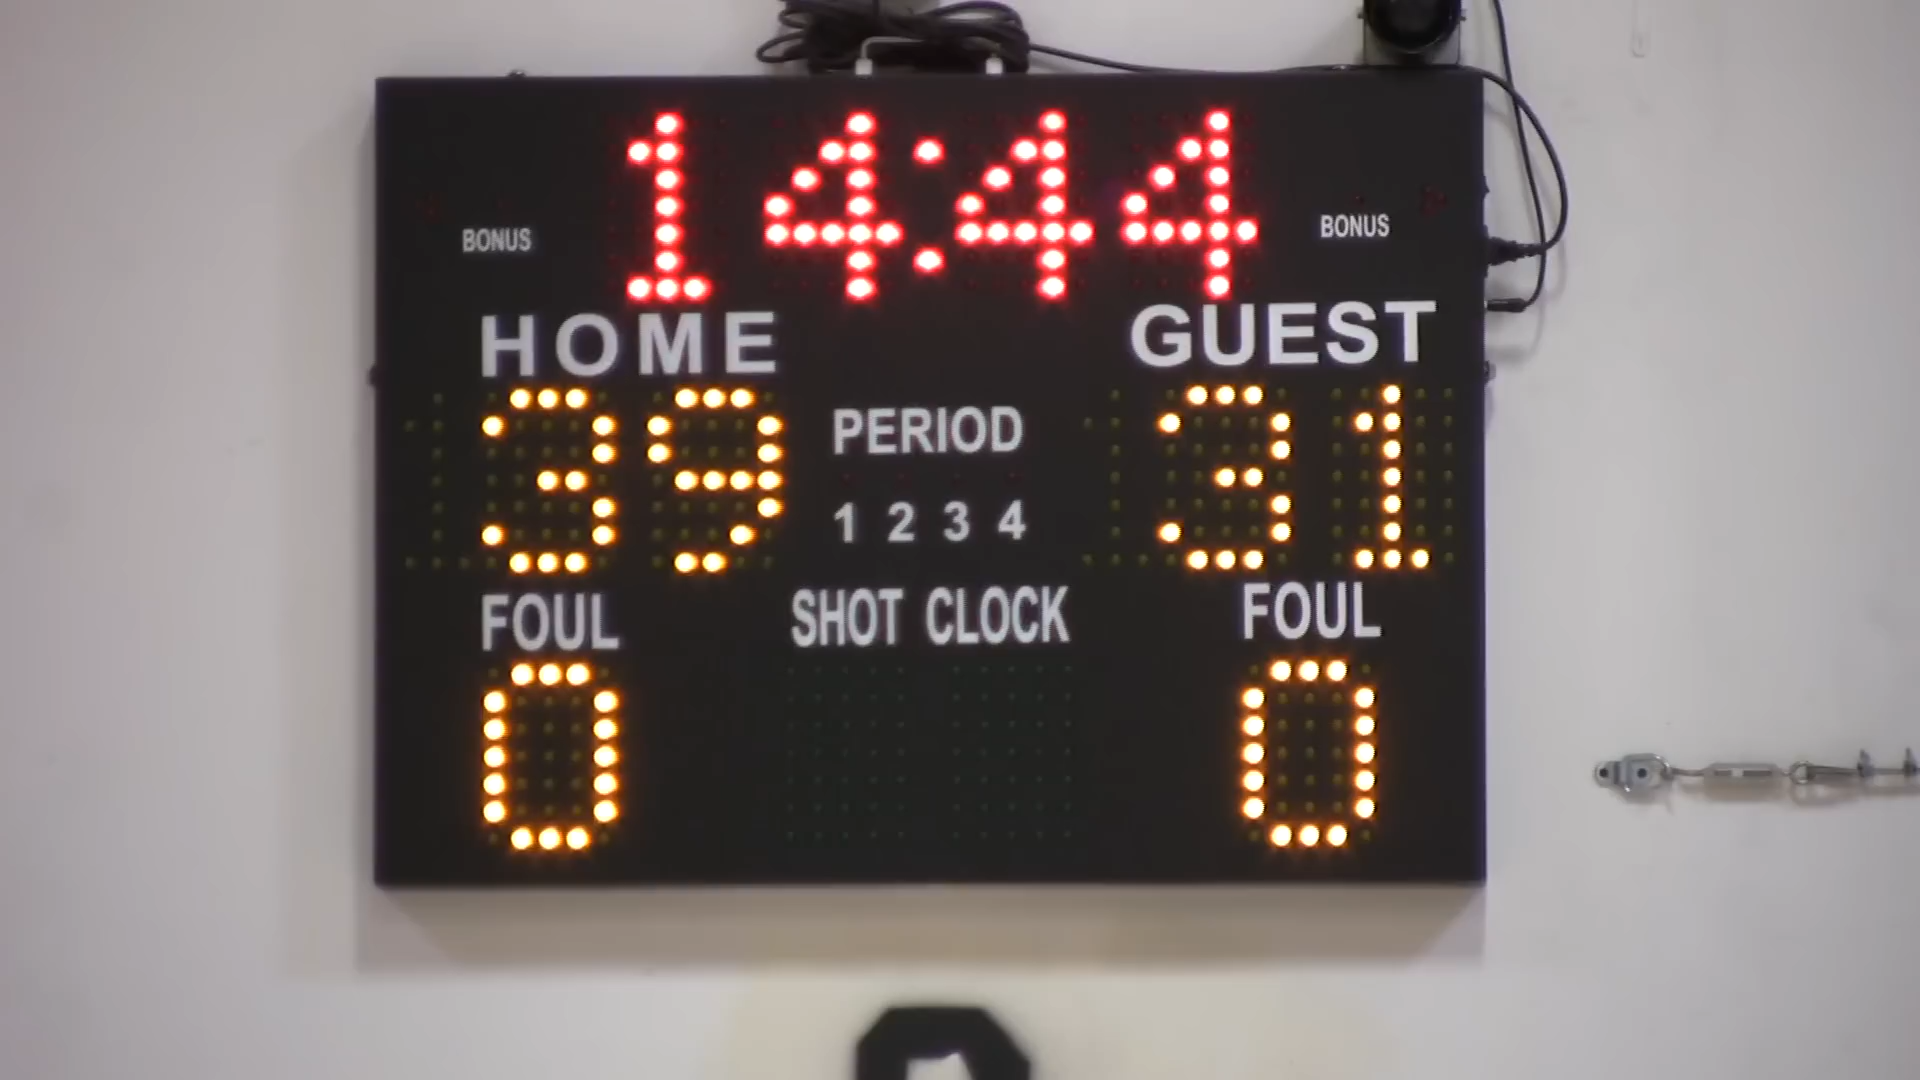 14:44
BONUS BONUS
HOME GUEST
39 PERIOD 31
1 2 3 4
FOUL SHOT CLOCK FOUL
0 0